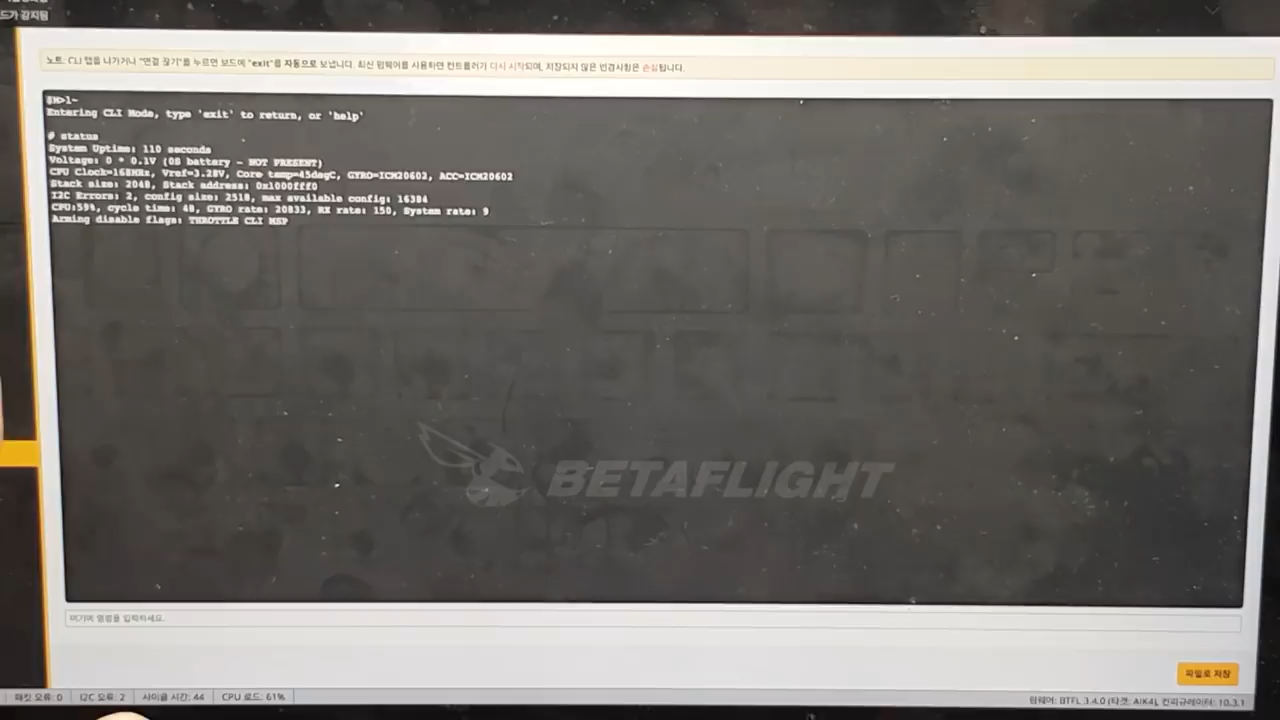 드가 감지됨
노트: CLI 탭을 나가거나 "연결 끊기"를 누르면 보드에 "exit"를 자동으로 보냅니다. 최신 펌웨어를 사용하면 컨트롤러가 다시 시작되며, 저장되지 않은 변경사항은 손실됩니다.
Entering CLI Mode, type 'exit' to return, or 'help'
# status
System Uptime: 110 seconds
Voltage: 0 * 0.1V (0S battery - NOT PRESENT)
CPU Clock=168MHz, Vref=3.28V, Core temp=45degC, GYRO=ICM20602, ACC=ICM20602
Stack size: 2048, Stack address: 0x1000fff0
I2C Errors: 2, config size: 2518, max available config: 16384
CPU:59%, cycle time: 48, GYRO rate: 20833, RX rate: 150, System rate: 9
Arming disable flags: THROTTLE CLI MSP
BETAFLIGHT
여기에 명령을 입력하세요.
파일로 저장
패킷 오류: 0 I2C 오류: 2 사이클 시간: 44 CPU 로드: 61% 펌웨어: BTFL 3.4.0 (타겟: AIK4), 컨피규레이터: 10.3.1